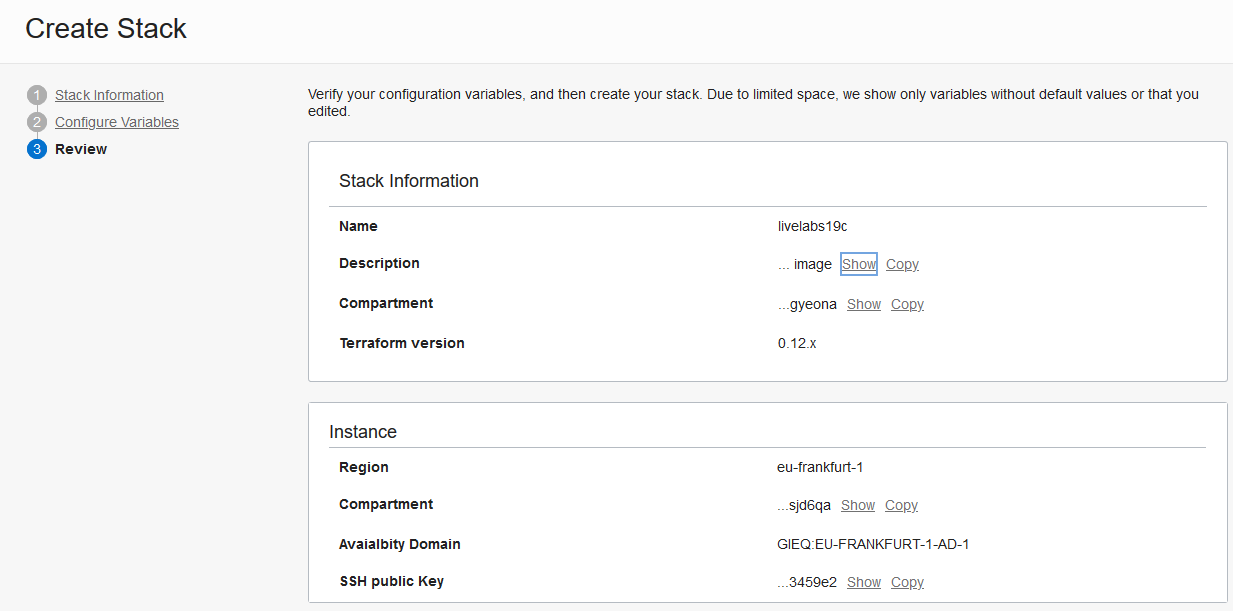 Create Stack
1 Stack Information
2 Configure Variables
3 Review
Verify your configuration variables, and then create your stack. Due to limited space, we show only variables without default values or that you
edited.
Stack Information
Name livelabs19c
Description ... image Show Copy
Compartment ...gyeona Show Copy
Terraform version 0.12.x
Instance
Region eu-frankfurt-1
Compartment ...sjd6qa Show Copy
Avaialbity Domain GIEQ:EU-FRANKFURT-1-AD-1
SSH public Key ...3459e2 Show Copy